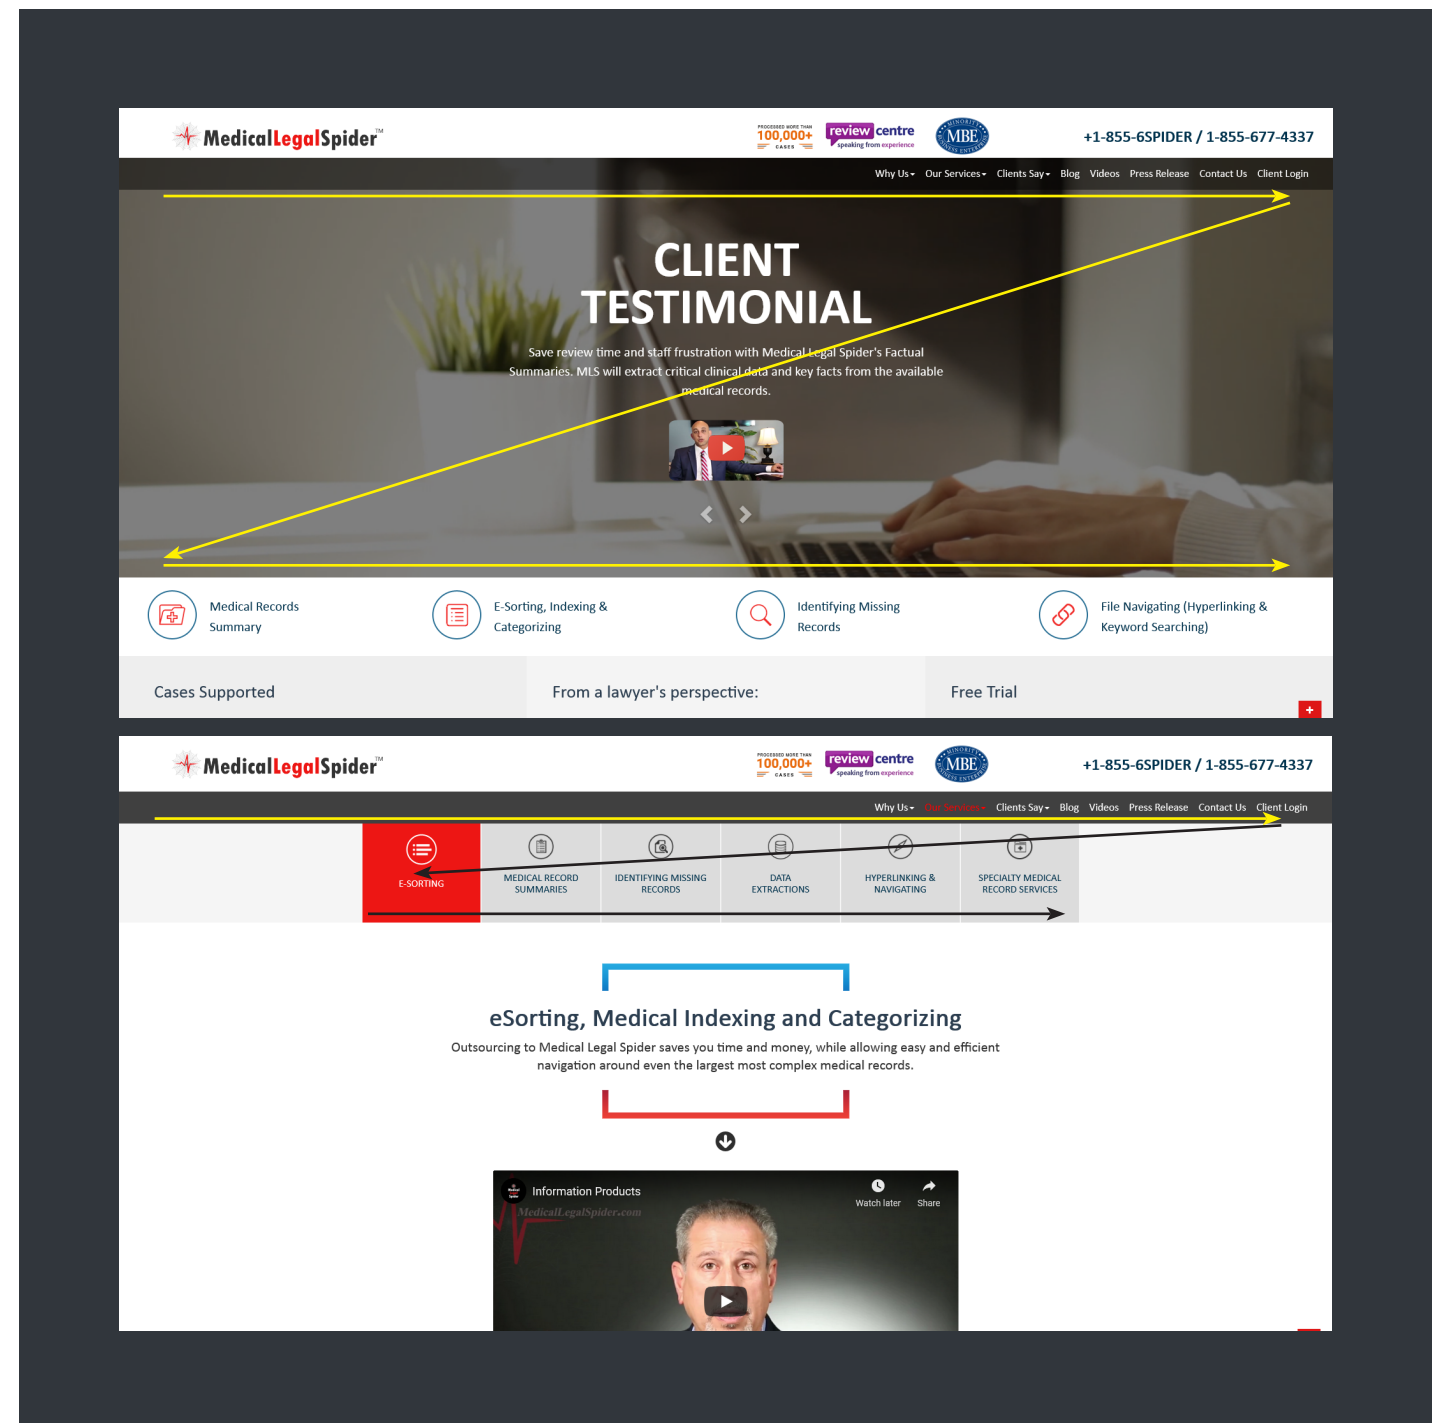 MedicalLegalSpider™
PROCESSED MORE THAN
100,000+
CASES
review centre
speaking from experience
MINORITY
MBE
BUSINESS ENTERPRISE
+1-855-6SPIDER / 1-855-677-4337
Why Us Our Services Clients Say Blog Videos Press Release Contact Us Client Login
CLIENT
TESTIMONIAL
Save review time and staff frustration with Medical Legal Spider's Factual
Summaries. MLS will extract critical clinical data and key facts from the available
medical records.
Medical Records
Summary
E-Sorting, Indexing &
Categorizing
Identifying Missing
Records
File Navigating (Hyperlinking &
Keyword Searching)
Cases Supported
From a lawyer's perspective:
Free Trial
+
MedicalLegalSpider™
PROCESSED MORE THAN
100,000+
CASES
review centre
speaking from experience
MINORITY
MBE
BUSINESS ENTERPRISE
+1-855-6SPIDER / 1-855-677-4337
Why Us Our Services Clients Say Blog Videos Press Release Contact Us Client Login
E-SORTING
MEDICAL RECORD
SUMMARIES
IDENTIFYING MISSING
RECORDS
DATA
EXTRACTIONS
HYPERLINKING &
NAVIGATING
SPECIALTY MEDICAL
RECORD SERVICES
eSorting, Medical Indexing and Categorizing
Outsourcing to Medical Legal Spider saves you time and money, while allowing easy and efficient
navigation around even the largest most complex medical records.
Information Products
Watch later
Share
MedicalLegalSpider.com